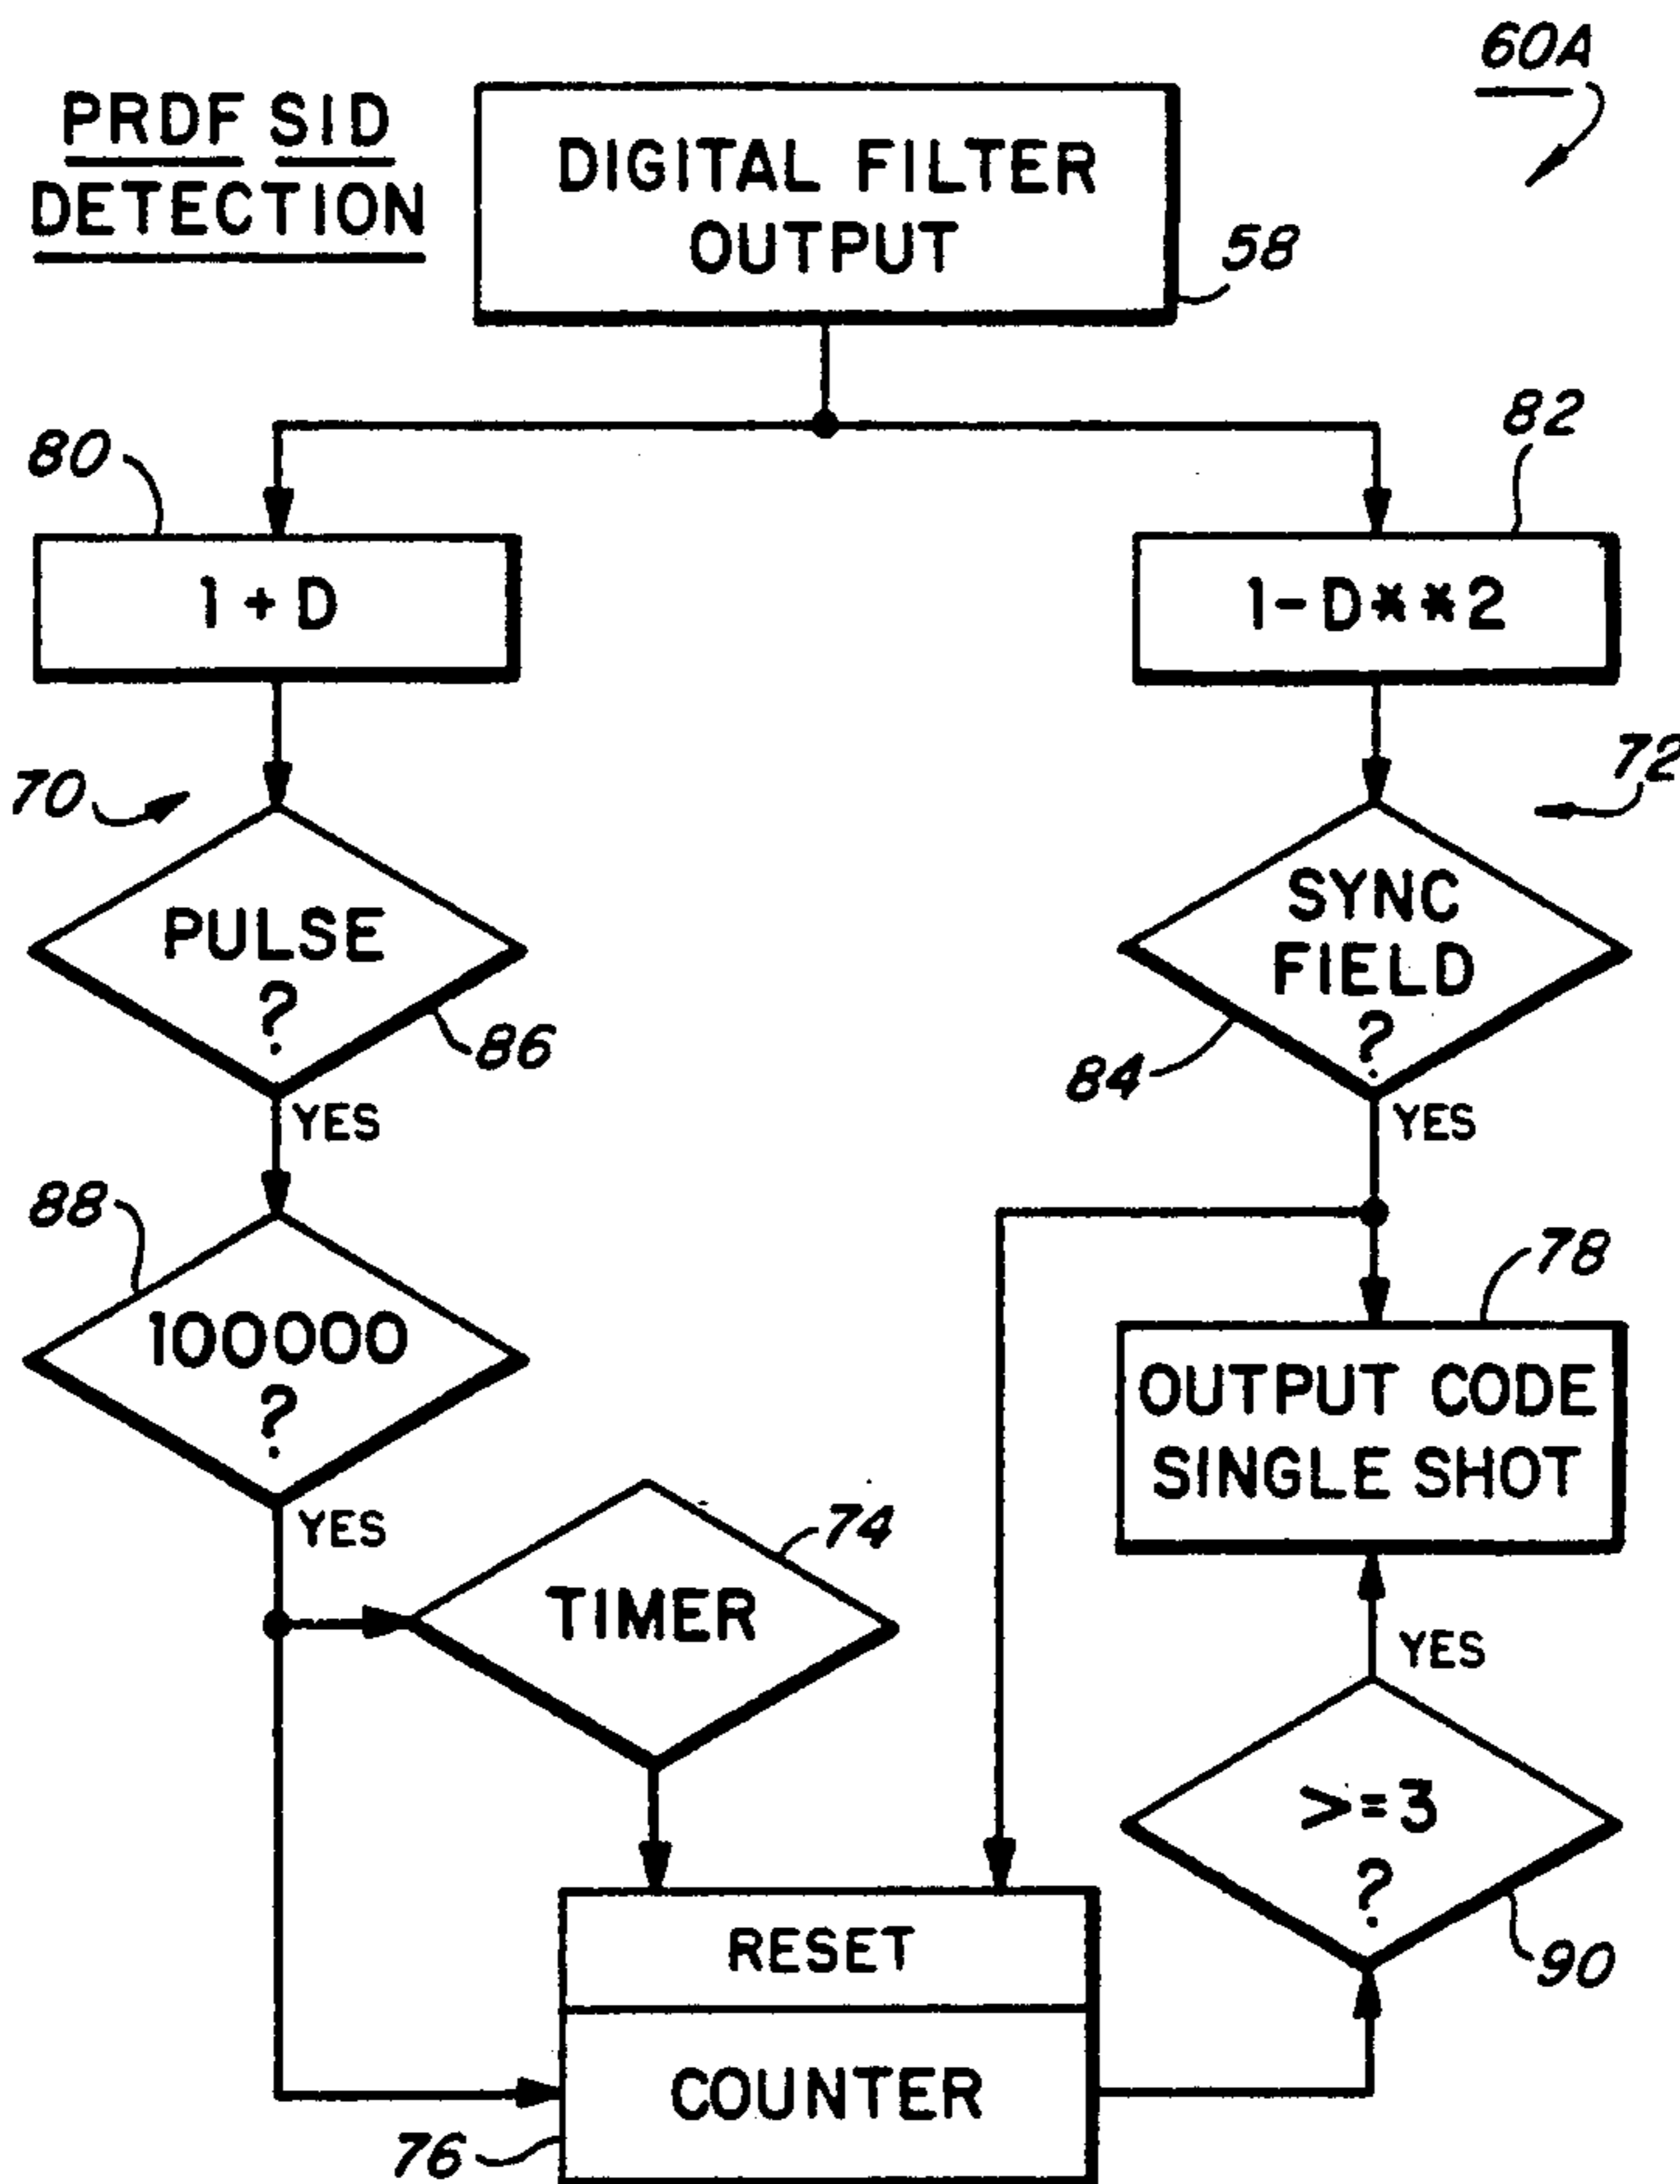 60A
PRDF SID
DETECTION
DIGITAL FILTER
OUTPUT
58
80
82
1+D
1-D**2
70
72
PULSE
?
86
SYNC
FIELD
?
84
YES
YES
88
78
100000
?
OUTPUT CODE
SINGLE SHOT
YES
74
TIMER
YES
>=3
?
90
RESET
COUNTER
76